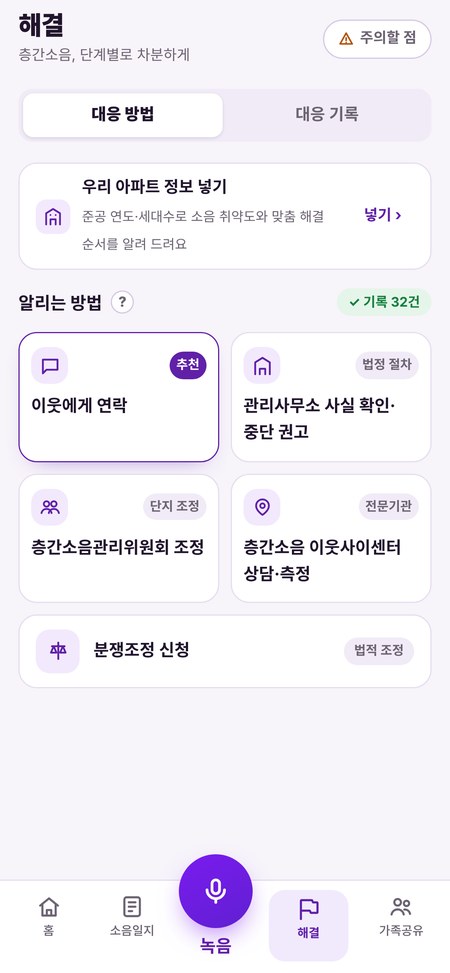 해결
층간소음, 단계별로 차분하게
주의할 점
대응 방법
대응 기록
우리 아파트 정보 넣기
준공 연도·세대수로 소음 취약도와 맞춤 해결
순서를 알려 드려요
넣기 ›
알리는 방법 ?
✓ 기록 32건
추천
이웃에게 연락
법정 절차
관리사무소 사실 확인·
중단 권고
단지 조정
층간소음관리위원회 조정
전문기관
층간소음 이웃사이센터
상담·측정
분쟁조정 신청
법적 조정
홈
소음일지
녹음
해결
가족공유